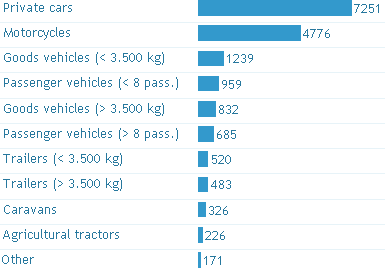 Private cars 7251
Motorcycles 4776
Goods vehicles (< 3.500 kg) 1239
Passenger vehicles (< 8 pass.) 959
Goods vehicles (> 3.500 kg) 832
Passenger vehicles (> 8 pass.) 685
Trailers (< 3.500 kg) 520
Trailers (> 3.500 kg) 483
Caravans 326
Agricultural tractors 226
Other 171